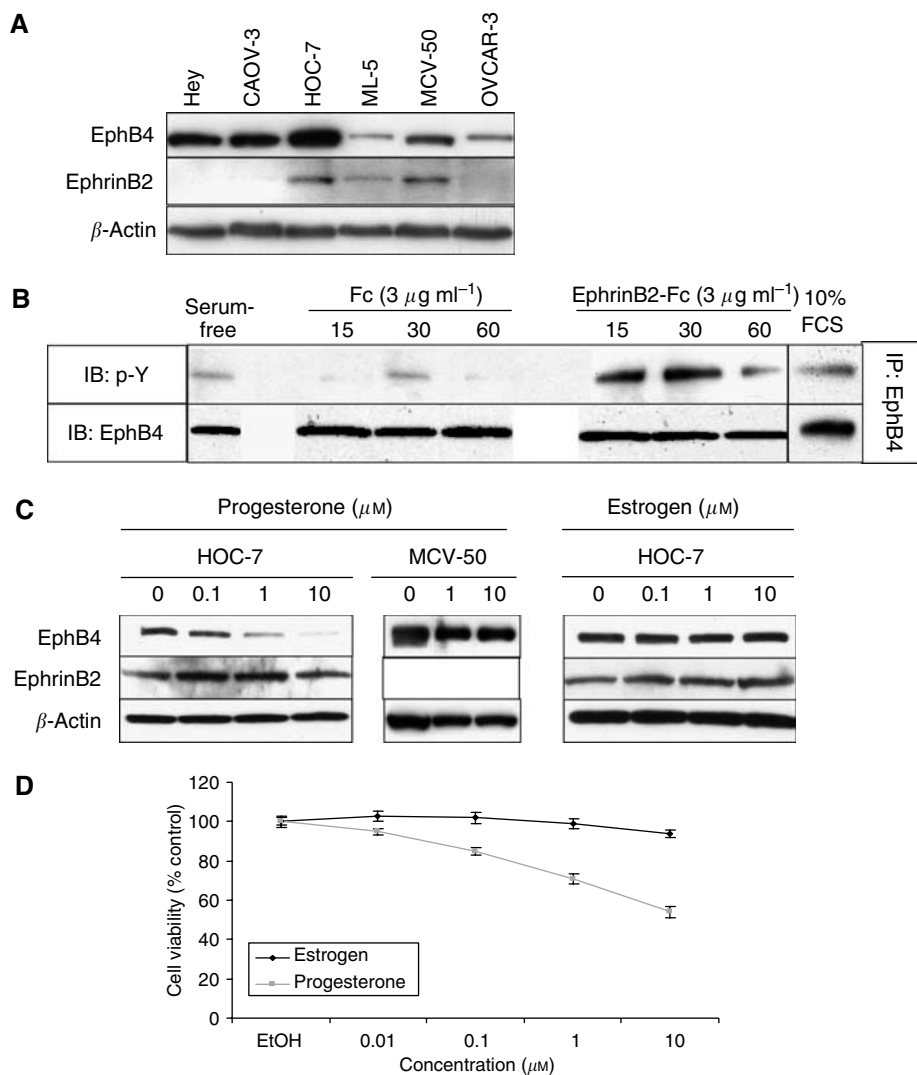 A
Hey CAOV-3 HOC-7 ML-5 MCV-50 OVCAR-3
EphB4
EphrinB2
β-Actin
B
Serum-free
Fc (3 μg ml⁻¹)
EphrinB2-Fc (3 μg ml⁻¹)
10% FCS
15 30 60 15 30 60
IB: p-Y
IB: EphB4
IP: EphB4
C
Progesterone (μM) Estrogen (μM)
HOC-7 MCV-50 HOC-7
0 0.1 1 10 0 1 10 0 0.1 1 10
EphB4
EphrinB2
β-Actin
D
Cell viability (% control)
120
100
80
60
40
20
0
Estrogen
Progesterone
EtOH 0.01 0.1 1 10
Concentration (μM)